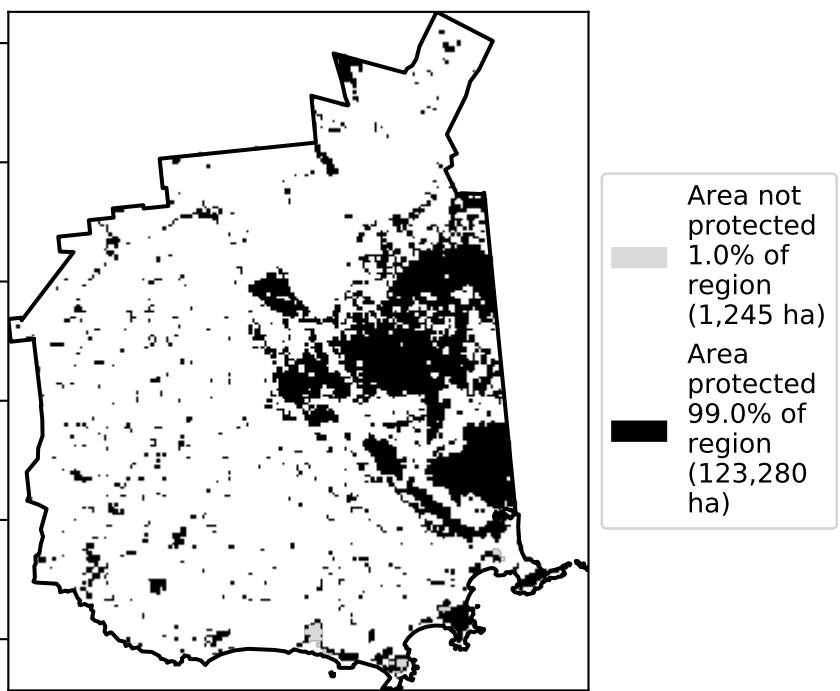 Area not
protected
1.0% of
region
(1,245 ha)
Area
protected
99.0% of
region
(123,280
ha)